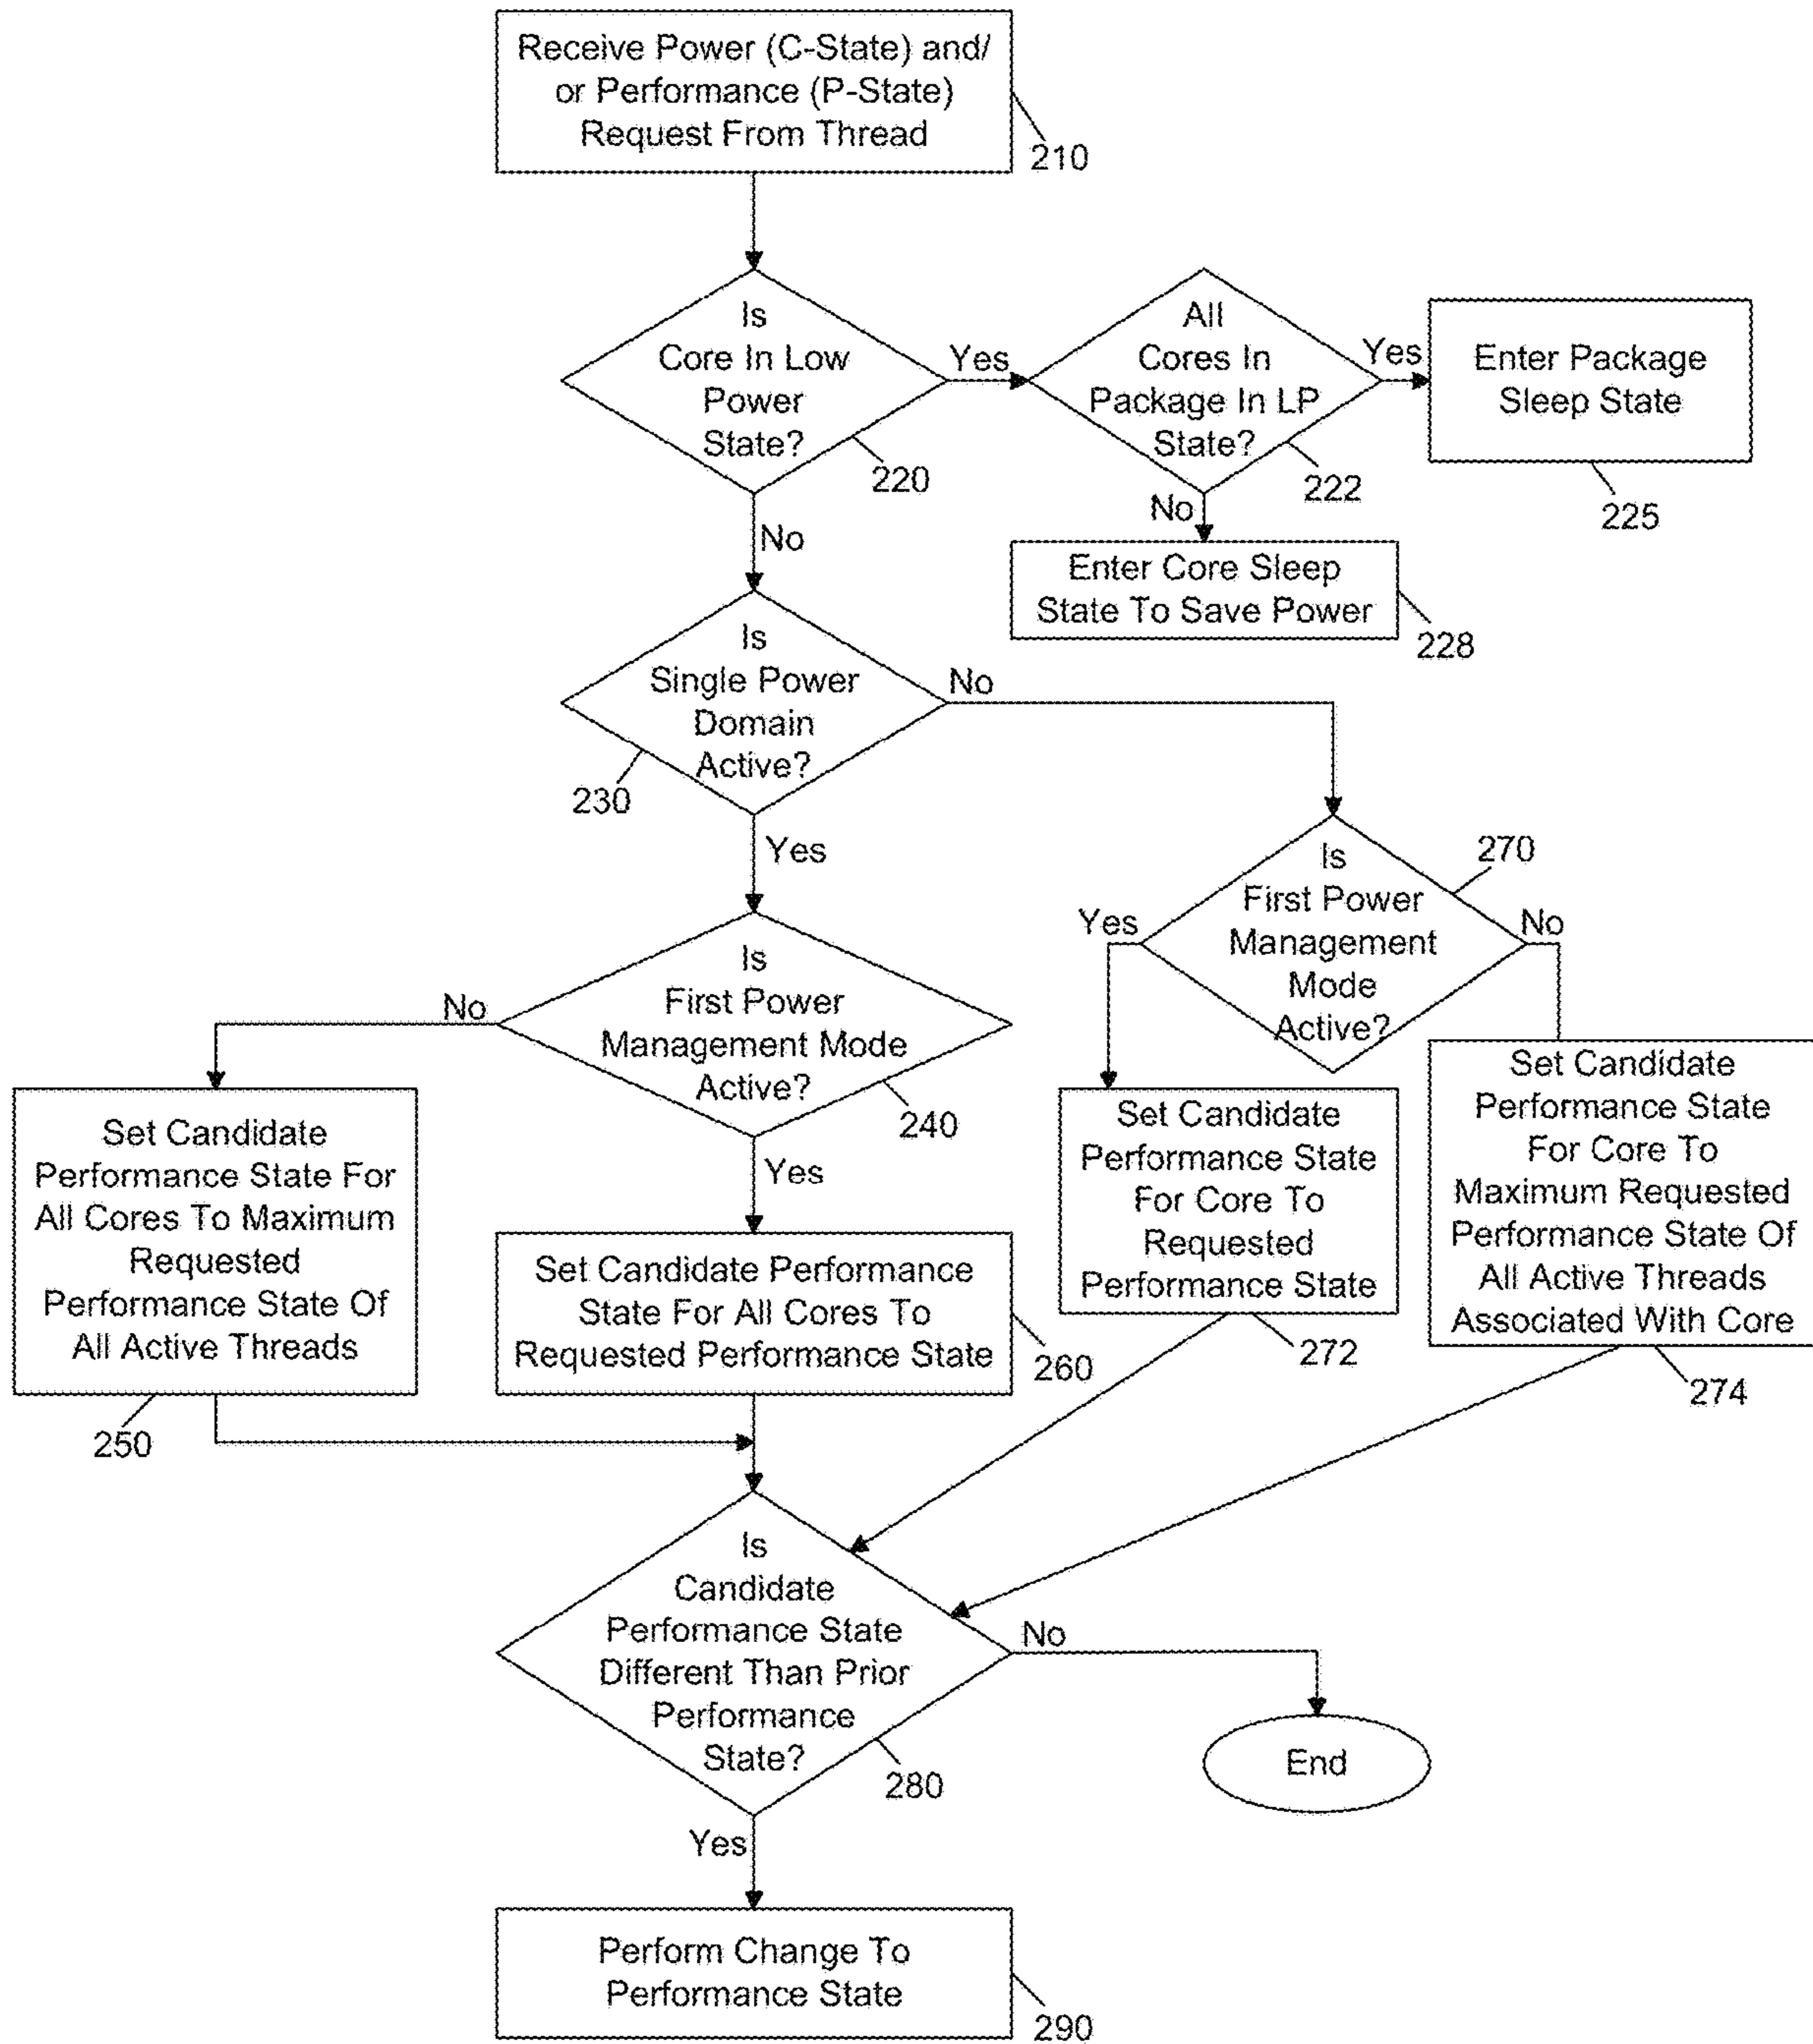 Receive Power (C-State) and/
or Performance (P-State)
Request From Thread
210
Is
Core In Low
Power
State?
220
Yes
All
Cores In
Package In LP
State?
222
Yes
Enter Package
Sleep State
225
No
Enter Core Sleep
State To Save Power
228
No
Is
Single Power
Domain
Active?
230
No
Yes
Is
First Power
Management
Mode
Active?
270
Yes
No
Is
First Power
Management Mode
Active?
240
No
Yes
Set Candidate
Performance State For
All Cores To Maximum
Requested
Performance State Of
All Active Threads
250
Set Candidate Performance
State For All Cores To
Requested Performance State
260
Set Candidate
Performance State
For Core To
Requested
Performance State
272
Set Candidate
Performance State
For Core To
Maximum Requested
Performance State Of
All Active Threads
Associated With Core
274
Is
Candidate
Performance State
Different Than Prior
Performance
State?
280
No
End
Yes
Perform Change To
Performance State
290